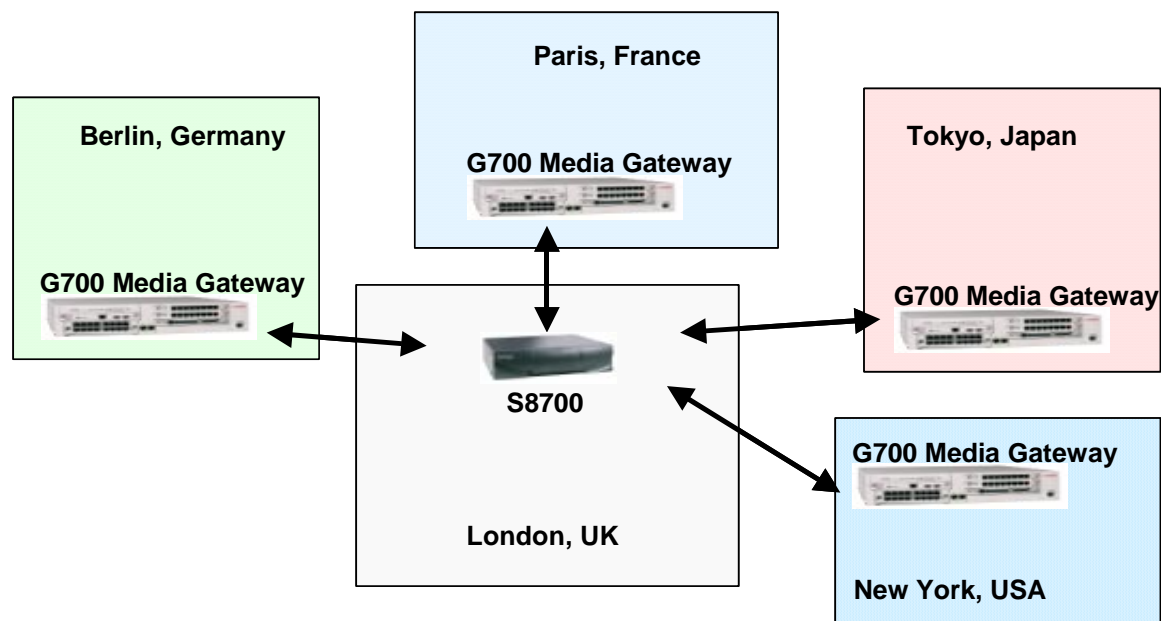 Paris, France
G700 Media Gateway
Berlin, Germany
G700 Media Gateway
Tokyo, Japan
G700 Media Gateway
S8700
London, UK
G700 Media Gateway
New York, USA